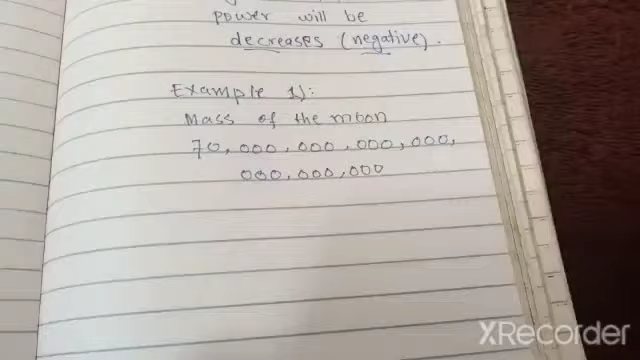 power will be
decreases (negative).
Example 1):
Mass of the moon
70,000,000,000,000,
000,000,000
XRecorder